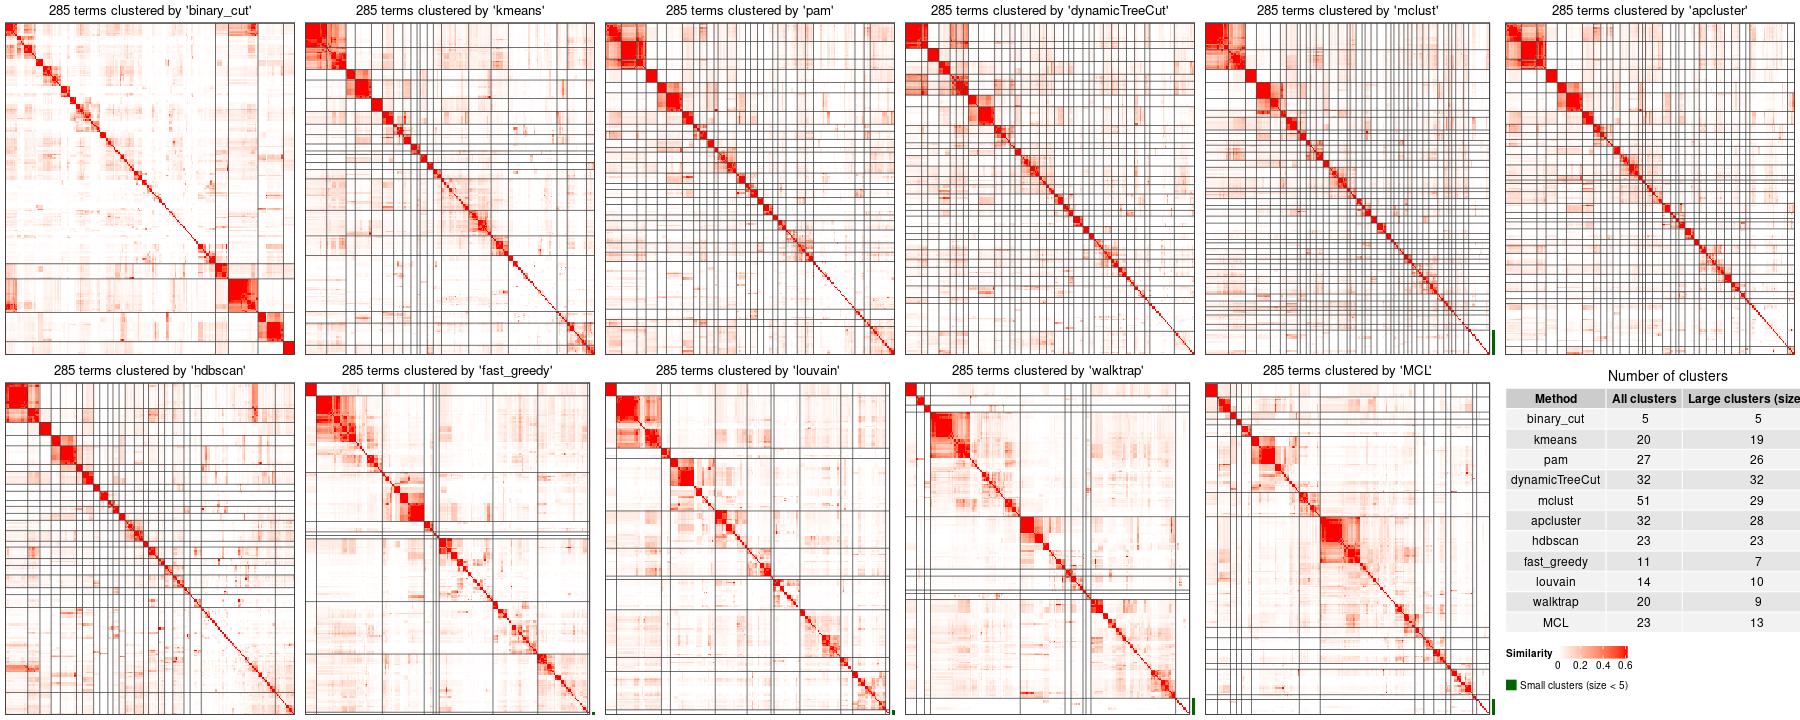 285 terms clustered by 'binary_cut'
285 terms clustered by 'kmeans'
285 terms clustered by 'pam'
285 terms clustered by 'dynamicTreeCut'
285 terms clustered by 'mclust'
285 terms clustered by 'apcluster'
285 terms clustered by 'hdbscan'
285 terms clustered by 'fast_greedy'
285 terms clustered by 'louvain'
285 terms clustered by 'walktrap'
285 terms clustered by 'MCL'
Number of clusters
Method All clusters Large clusters (size
binary_cut 5 5
kmeans 20 19
pam 27 26
dynamicTreeCut 32 32
mclust 51 29
apcluster 32 28
hdbscan 23 23
fast_greedy 11 7
louvain 14 10
walktrap 20 9
MCL 23 13
Similarity
0 0.2 0.4 0.6
Small clusters (size < 5)